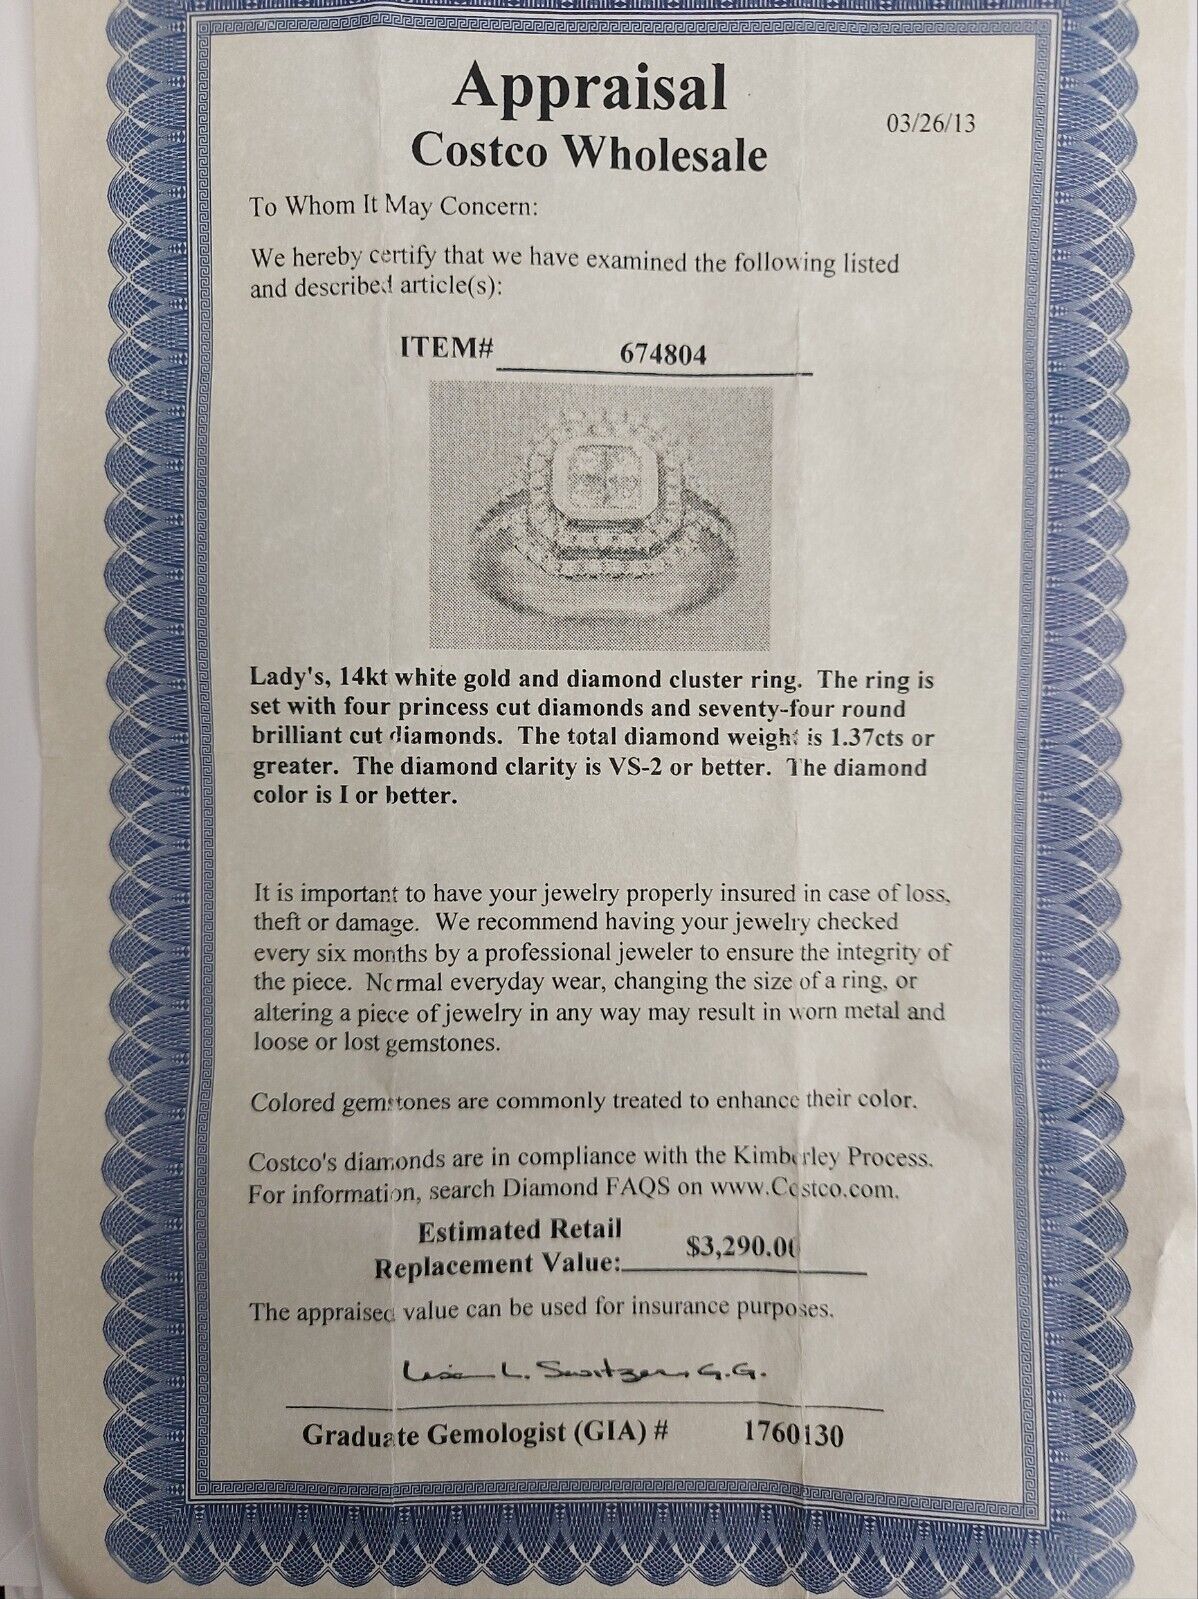 Appraisal
03/26/13
Costco Wholesale
To Whom It May Concern:
We hereby certify that we have examined the following listed
and described article(s):
ITEM# 674804
Lady's, 14kt white gold and diamond cluster ring. The ring is
set with four princess cut diamonds and seventy-four round
brilliant cut diamonds. The total diamond weight is 1.37cts or
greater. The diamond clarity is VS-2 or better. The diamond
color is I or better.
It is important to have your jewelry properly insured in case of loss,
theft or damage. We recommend having your jewelry checked
every six months by a professional jeweler to ensure the integrity of
the piece. Normal everyday wear, changing the size of a ring, or
altering a piece of jewelry in any way may result in worn metal and
loose or lost gemstones.
Colored gemstones are commonly treated to enhance their color.
Costco's diamonds are in compliance with the Kimberley Process.
For information, search Diamond FAQS on www.Costco.com.
Estimated Retail
Replacement Value: $3,290.00
The appraised value can be used for insurance purposes.
L. Switzer, G.G.
Graduate Gemologist (GIA) # 1760130